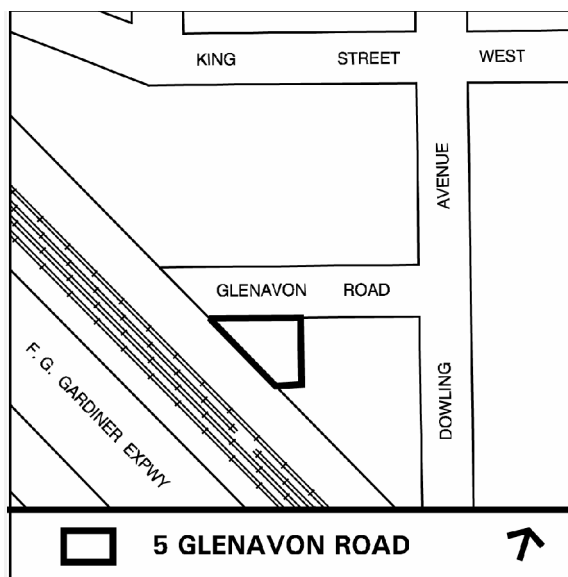 KING STREET WEST
AVENUE
GLENAVON ROAD
DOWLING
F. G. GARDINER EXPWY
5 GLENAVON ROAD